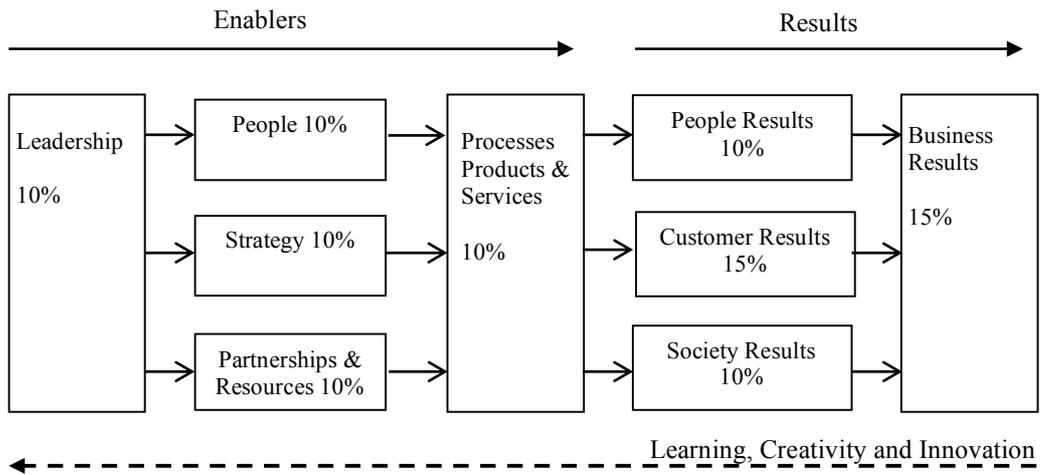 Enablers
Results
Leadership
10%
People 10%
Strategy 10%
Partnerships &
Resources 10%
Processes
Products &
Services
10%
People Results
10%
Customer Results
15%
Society Results
10%
Business
Results
15%
Learning, Creativity and Innovation